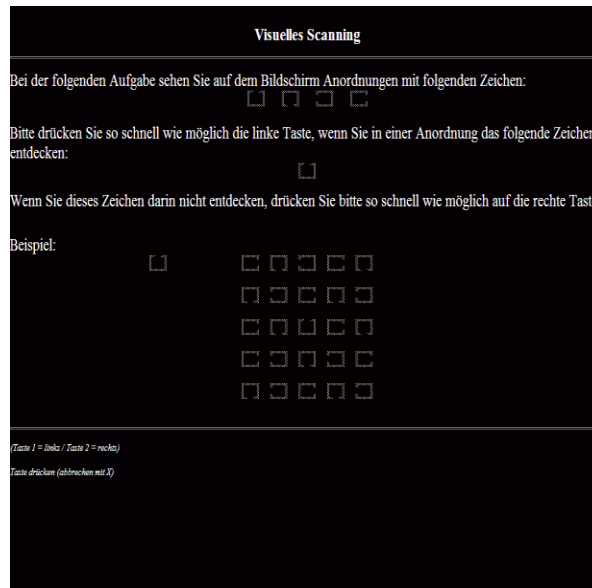 Visuelles Scanning
Bei der folgenden Aufgabe sehen Sie auf dem Bildschirm Anordnungen mit folgenden Zeichen:
Bitte drücken Sie so schnell wie möglich die linke Taste, wenn Sie in einer Anordnung das folgende Zeichen
entdecken:
Wenn Sie dieses Zeichen darin nicht entdecken, drücken Sie bitte so schnell wie möglich auf die rechte Tast
Beispiel:
(Taste 1 = links / Taste 2 = rechts)
Taste drücken (abbrechen mit X)